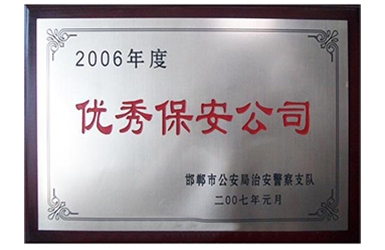 2006年度
优秀保安公司
邯郸市公安局治安警察支队
二00七年元月